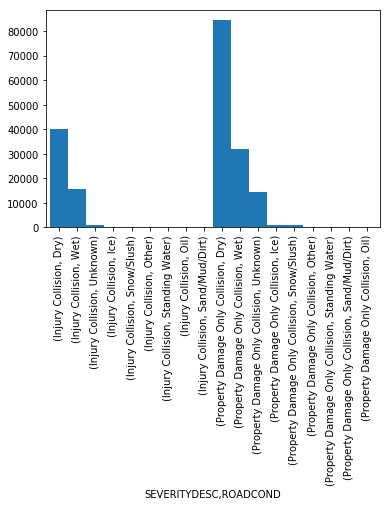 80000
70000
60000
50000
40000
30000
20000
10000
0
(Injury Collision, Dry)
(Injury Collision, Wet)
(Injury Collision, Unknown)
(Injury Collision, Ice)
(Injury Collision, Snow/Slush)
(Injury Collision, Other)
(Injury Collision, Standing Water)
(Injury Collision, Oil)
(Injury Collision, Sand/Mud/Dirt)
(Property Damage Only Collision, Dry)
(Property Damage Only Collision, Wet)
(Property Damage Only Collision, Unknown)
(Property Damage Only Collision, Ice)
(Property Damage Only Collision, Snow/Slush)
(Property Damage Only Collision, Other)
(Property Damage Only Collision, Standing Water)
(Property Damage Only Collision, Sand/Mud/Dirt)
(Property Damage Only Collision, Oil)
SEVERITYDESC,ROADCOND